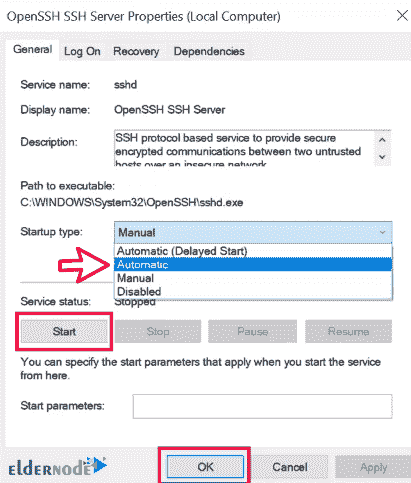 OpenSSH SSH Server Properties (Local Computer)
General Log On Recovery Dependencies
Service name: sshd
Display name: OpenSSH SSH Server
Description: SSH protocol based service to provide secure
encrypted communications between two untrusted
hosts over an insecure network.
Path to executable:
C:\WINDOWS\System32\OpenSSH\sshd.exe
Startup type: Manual
Automatic (Delayed Start)
Automatic
Manual
Disabled
Service status: Stopped
Start Stop Pause Resume
You can specify the start parameters that apply when you start the service
from here.
Start parameters:
eldernode
OK Cancel Apply